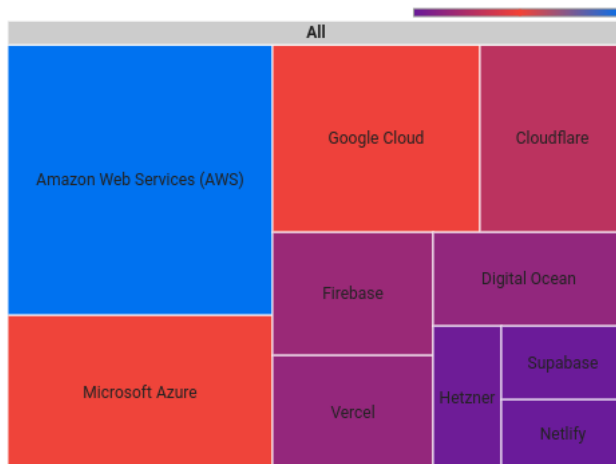 All
Amazon Web Services (AWS)
Google Cloud
Cloudflare
Firebase
Digital Ocean
Microsoft Azure
Vercel
Hetzner
Supabase
Netlify